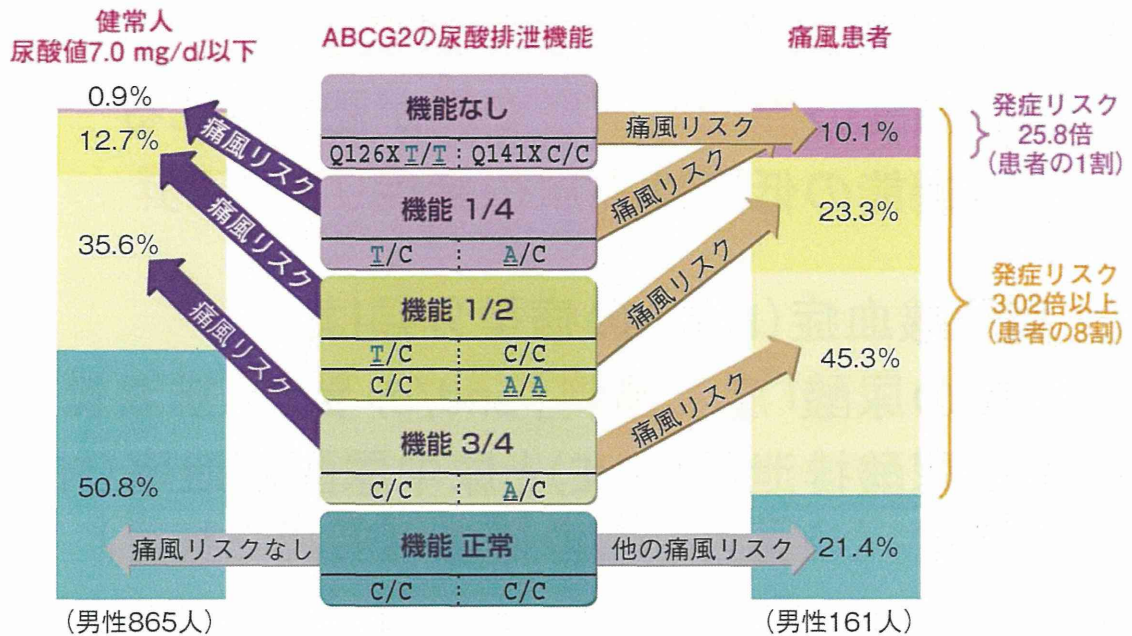 健常人
尿酸値7.0 mg/dl以下
0.9%
12.7%
35.6%
50.8%
(男性865人)
痛風リスク
痛風リスク
痛風リスク
痛風リスクなし
ABCG2の尿酸排泄機能
機能なし
Q126X T/T Q141X C/C
機能 1/4
T/C A/C
機能 1/2
T/C C/C
C/C A/A
機能 3/4
C/C A/C
機能 正常
C/C C/C
痛風リスク
痛風リスク
痛風リスク
痛風リスク
他の痛風リスク
痛風患者
10.1%
23.3%
45.3%
21.4%
(男性161人)
発症リスク
25.8倍
(患者の1割)
発症リスク
3.02倍以上
(患者の8割)